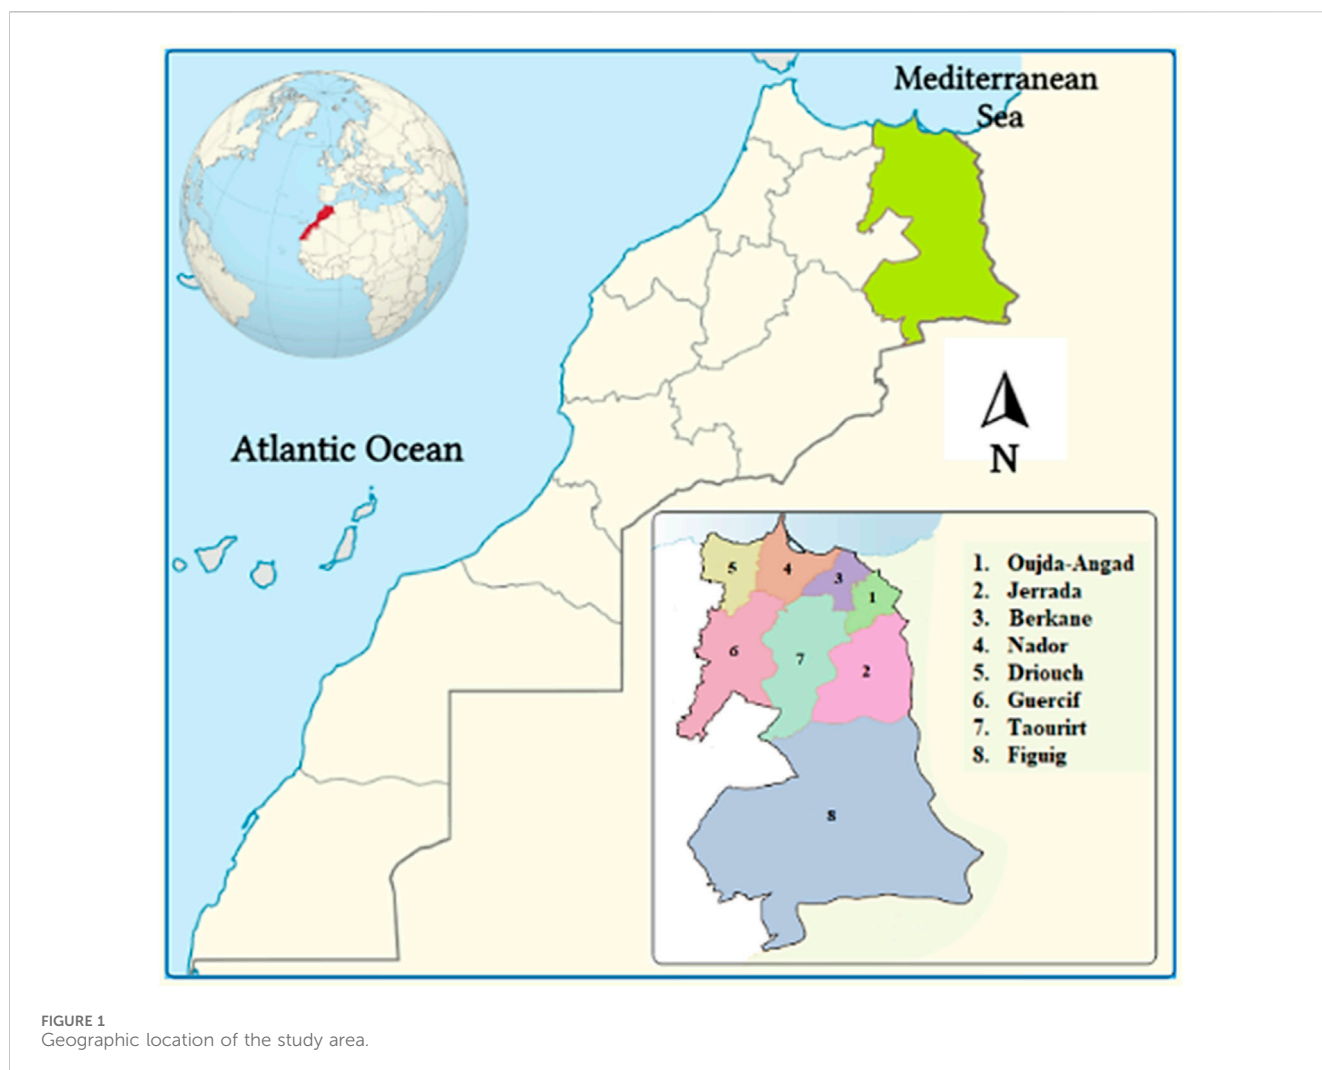 Mediterranean
Sea
Atlantic Ocean
N
5
4
3
1
6
7
2
8
1. Oujda-Angad
2. Jerrada
3. Berkane
4. Nador
5. Driouch
6. Guercif
7. Taourirt
8. Figuig
FIGURE 1
Geographic location of the study area.